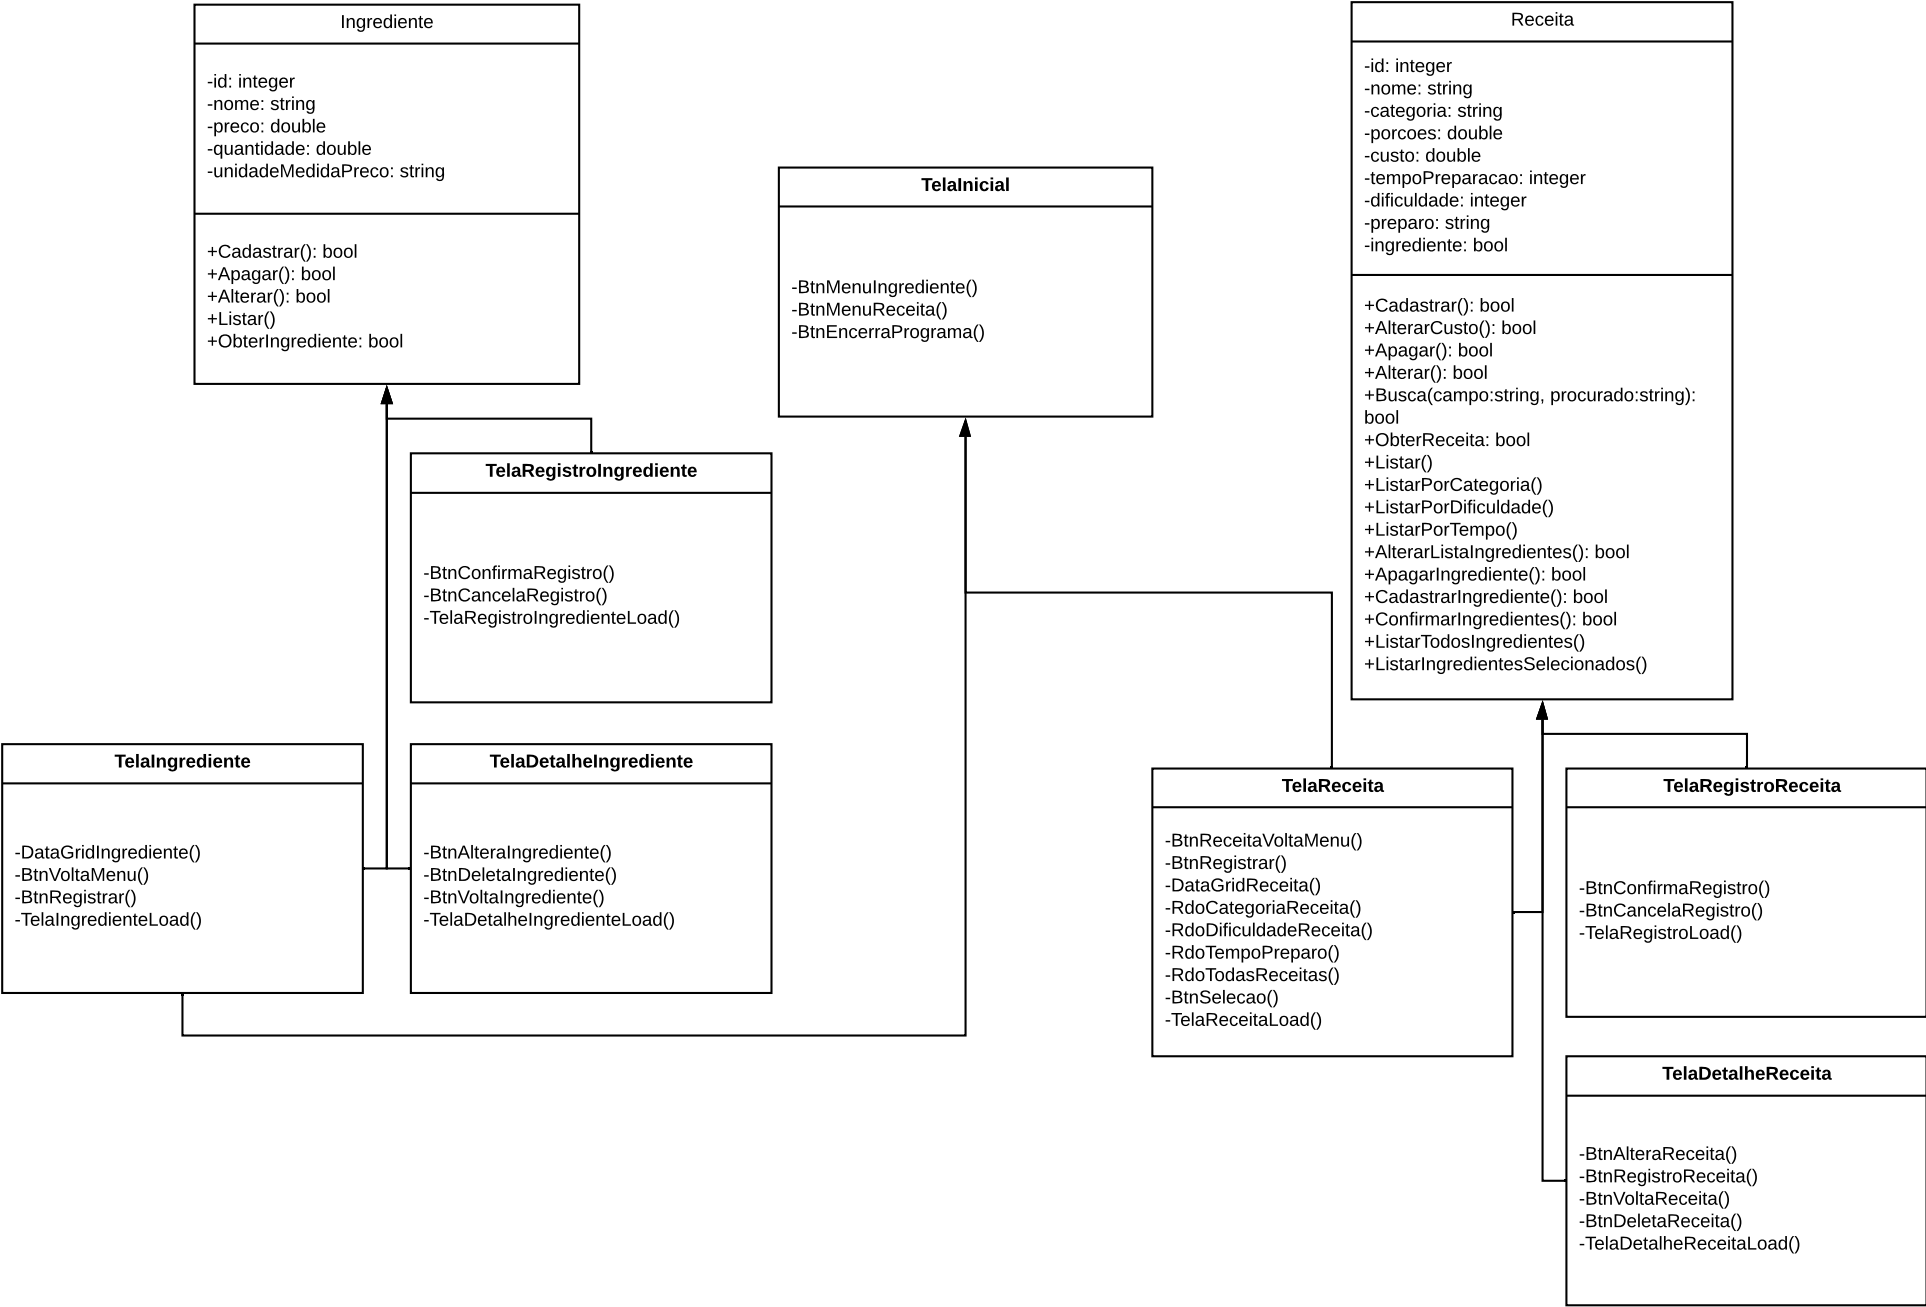 Ingrediente
-id: integer
-nome: string
-preco: double
-quantidade: double
-unidadeMedidaPreco: string
+Cadastrar(): bool
+Apagar(): bool
+Alterar(): bool
+Listar()
+ObterIngrediente: bool
TelaInicial
-BtnMenuIngrediente()
-BtnMenuReceita()
-BtnEncerraPrograma()
Receita
-id: integer
-nome: string
-categoria: string
-porcoes: double
-custo: double
-tempoPreparacao: integer
-dificuldade: integer
-preparo: string
-ingrediente: bool
+Cadastrar(): bool
+AlterarCusto(): bool
+Apagar(): bool
+Alterar(): bool
+Busca(campo:string, procurado:string):
bool
+ObterReceita: bool
+Listar()
+ListarPorCategoria()
+ListarPorDificuldade()
+ListarPorTempo()
+AlterarListaIngredientes(): bool
+ApagarIngrediente(): bool
+CadastrarIngrediente(): bool
+ConfirmarIngredientes(): bool
+ListarTodosIngredientes()
+ListarIngredientesSelecionados()
TelaRegistroIngrediente
-BtnConfirmaRegistro()
-BtnCancelaRegistro()
-TelaRegistroIngredienteLoad()
TelaIngrediente
-DataGridIngrediente()
-BtnVoltaMenu()
-BtnRegistrar()
-TelaIngredienteLoad()
TelaDetalheIngrediente
-BtnAlteraIngrediente()
-BtnDeletaIngrediente()
-BtnVoltaIngrediente()
-TelaDetalheIngredienteLoad()
TelaReceita
-BtnReceitaVoltaMenu()
-BtnRegistrar()
-DataGridReceita()
-RdoCategoriaReceita()
-RdoDificuldadeReceita()
-RdoTempoPreparo()
-RdoTodasReceitas()
-BtnSelecao()
-TelaReceitaLoad()
TelaRegistroReceita
-BtnConfirmaRegistro()
-BtnCancelaRegistro()
-TelaRegistroLoad()
TelaDetalheReceita
-BtnAlteraReceita()
-BtnRegistroReceita()
-BtnVoltaReceita()
-BtnDeletaReceita()
-TelaDetalheReceitaLoad()